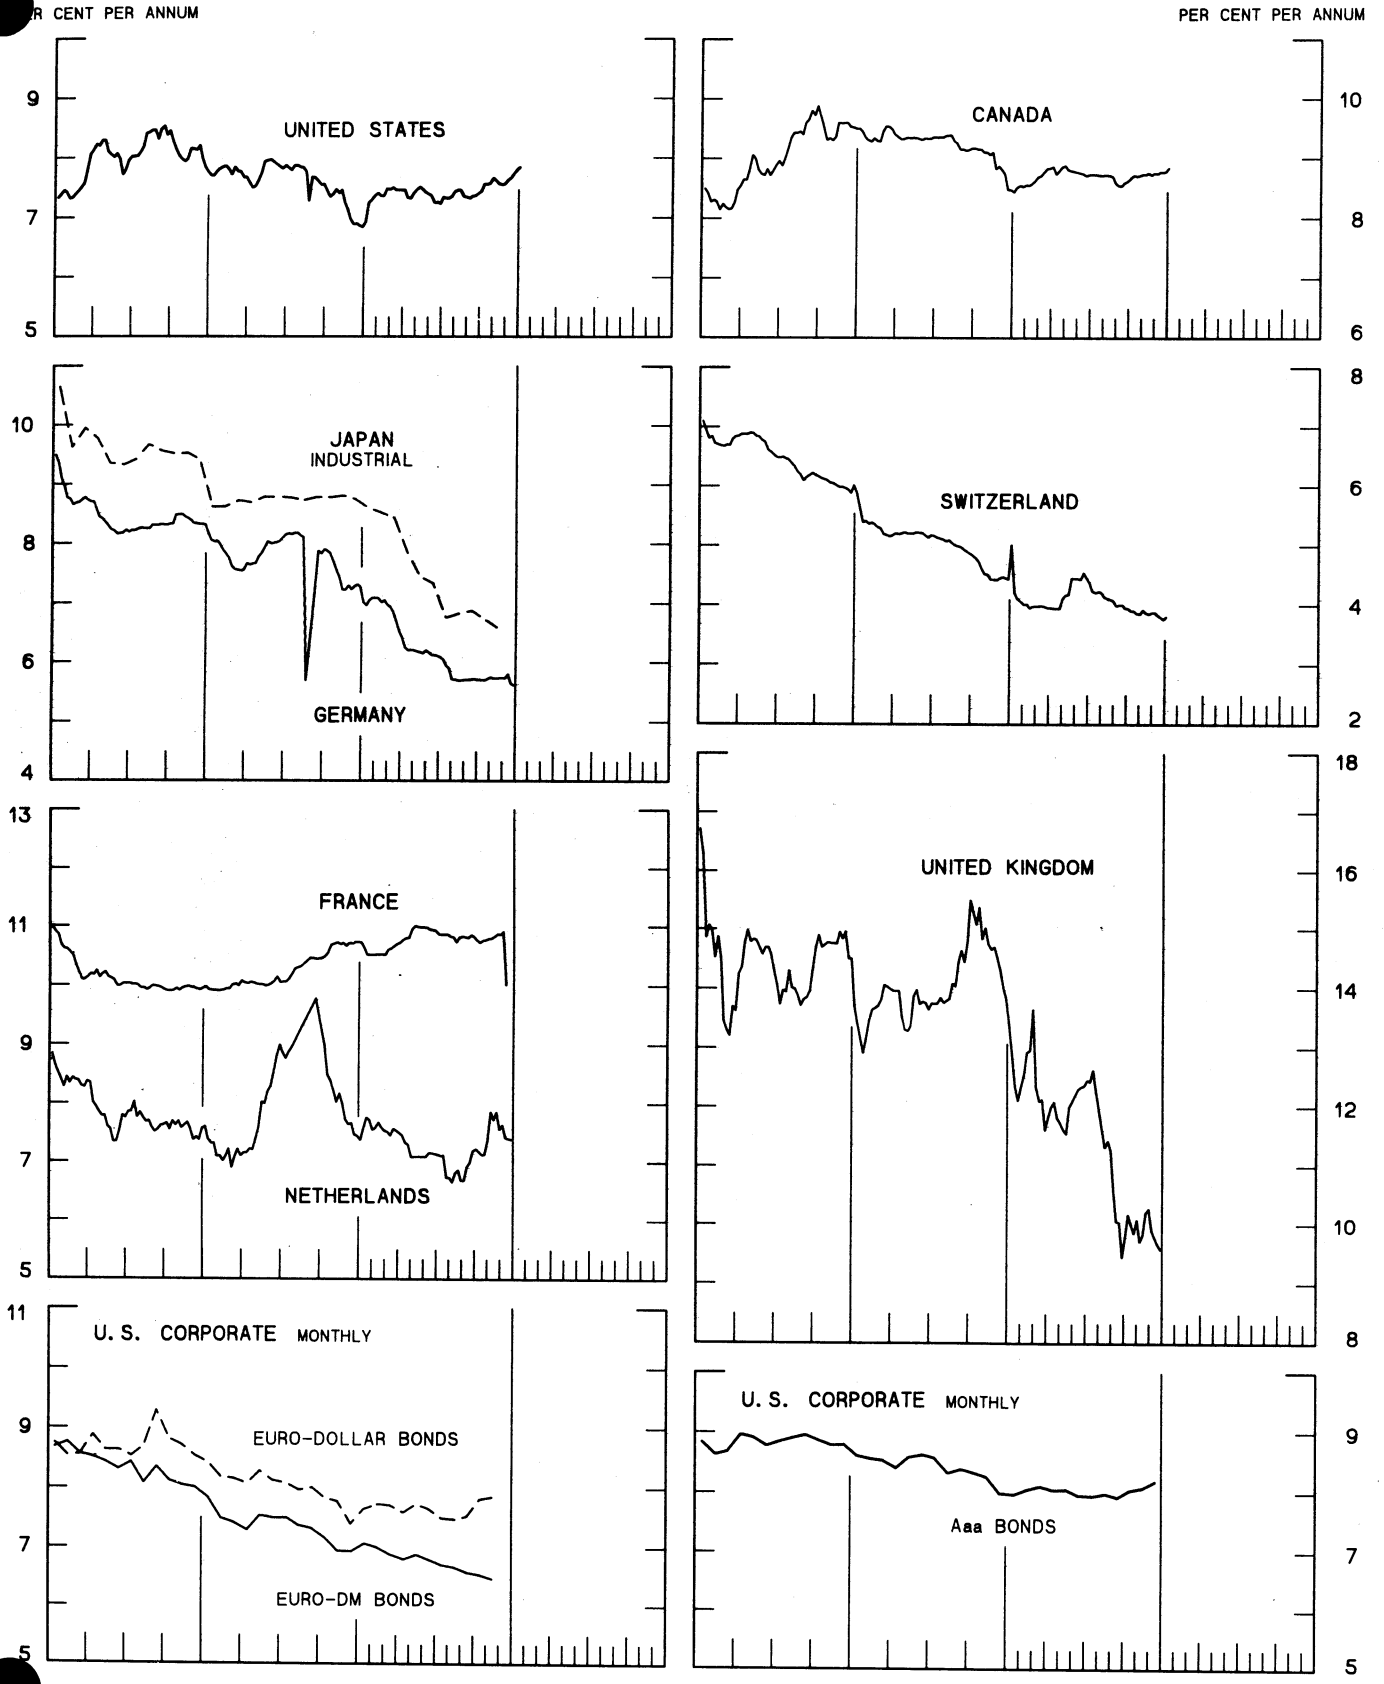 ER CENT PER ANNUM
PER CENT PER ANNUM
UNITED STATES
9
7
5
CANADA
10
8
6
JAPAN
INDUSTRIAL
GERMANY
10
8
6
4
SWITZERLAND
8
6
4
2
FRANCE
NETHERLANDS
13
11
9
7
5
UNITED KINGDOM
18
16
14
12
10
8
U.S. CORPORATE MONTHLY
EURO-DOLLAR BONDS
EURO-DM BONDS
11
9
7
5
U.S. CORPORATE MONTHLY
Aaa BONDS
9
7
5